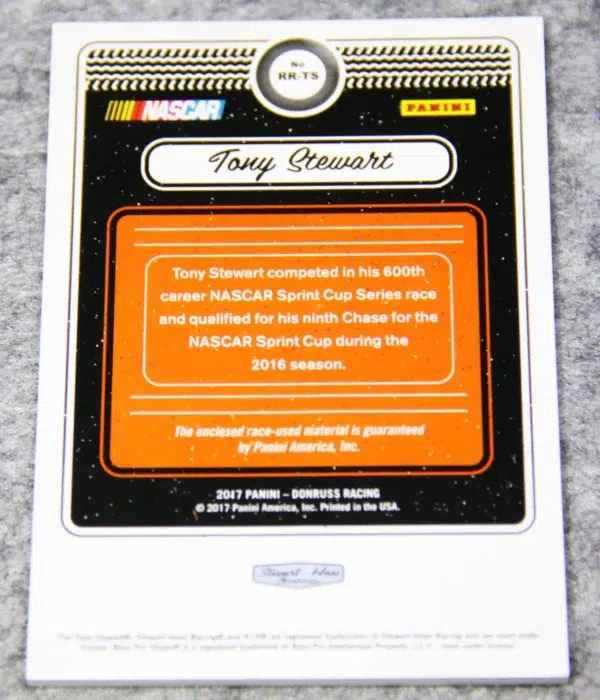 No
RR-TS
NASCAR
PANINI
Tony Stewart
Tony Stewart competed in his 600th
career NASCAR Sprint Cup Series race
and qualified for his ninth Chase for the
NASCAR Sprint Cup during the
2016 season.
The enclosed race-used material is guaranteed
by Panini America, Inc.
2017 PANINI – DONRUSS RACING
© 2017 Panini America, Inc. Printed in the USA.
Stewart Haas